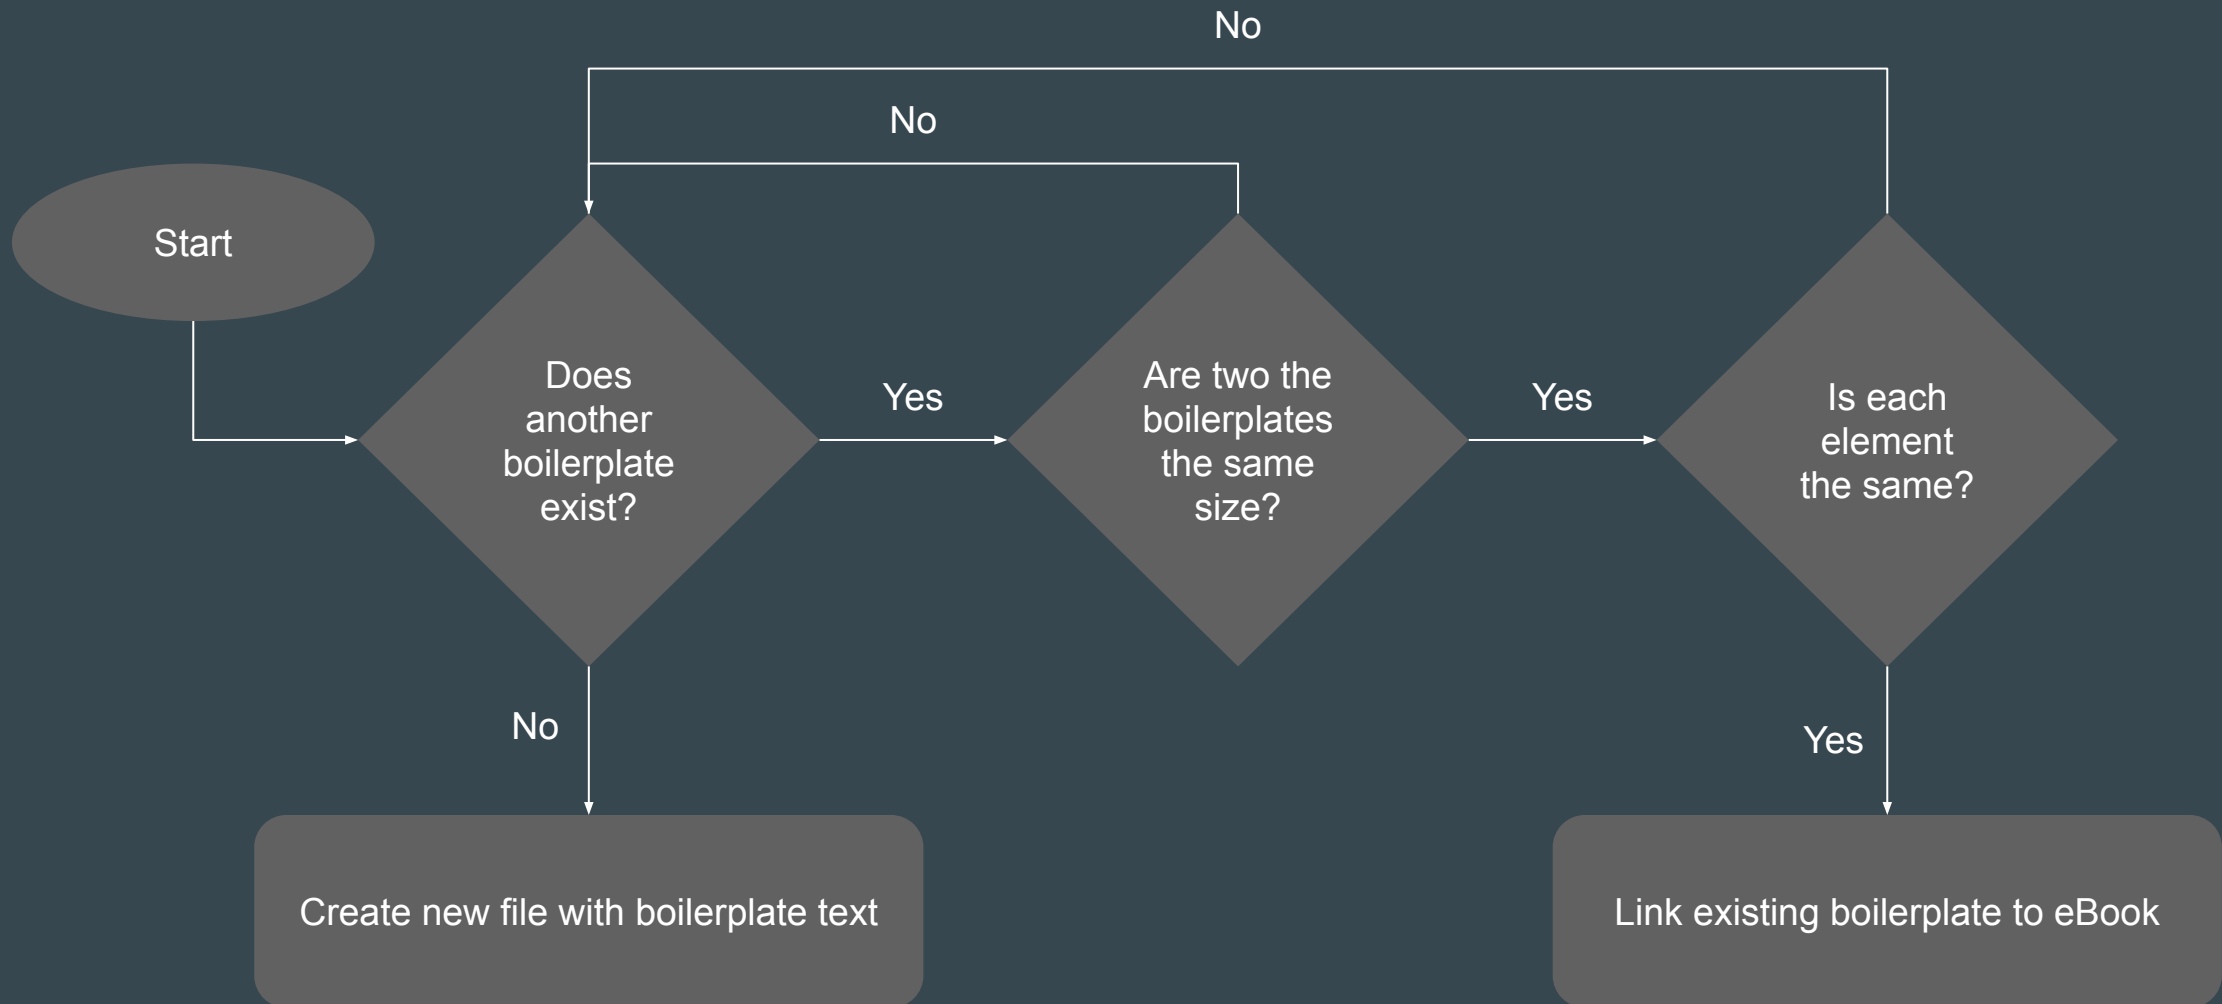 No
No
Start
Does
another
boilerplate
exist?
Yes
Are two the
boilerplates
the same
size?
Yes
Is each
element
the same?
No
Yes
Create new file with boilerplate text
Link existing boilerplate to eBook